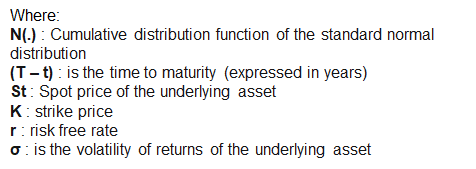 Where:
N(.) : Cumulative distribution function of the standard normal
distribution
(T – t) : is the time to maturity (expressed in years)
St : Spot price of the underlying asset
K : strike price
r : risk free rate
σ : is the volatility of returns of the underlying asset